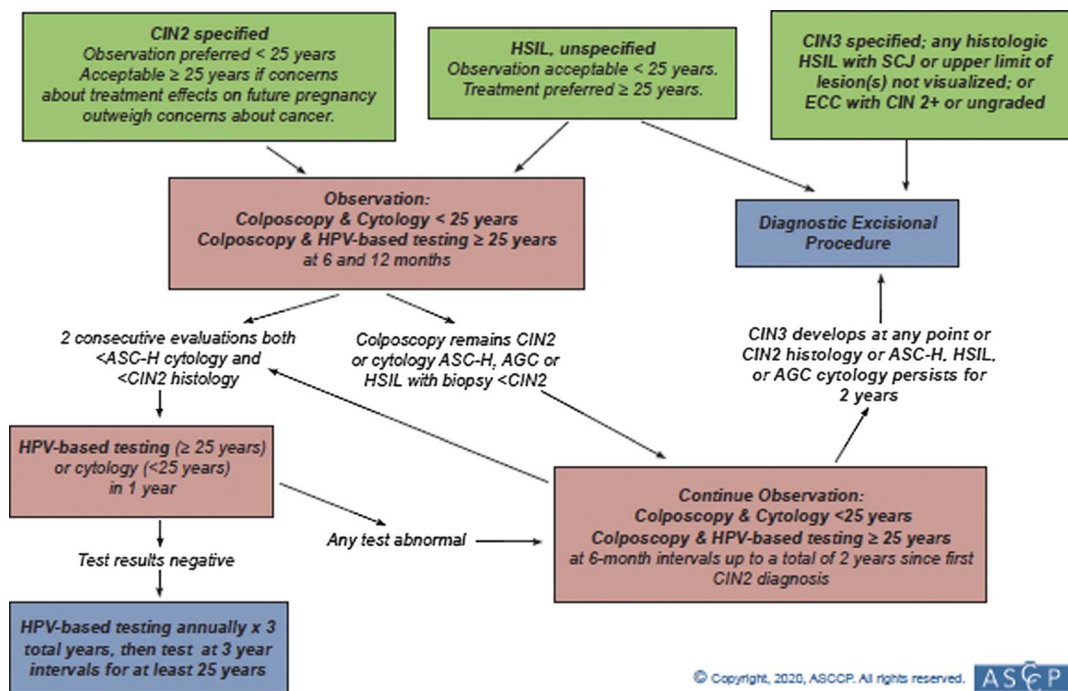 CIN2 specified
Observation preferred < 25 years
Acceptable ≥ 25 years if concerns
about treatment effects on future pregnancy
outweigh concerns about cancer.
HSIL, unspecified
Observation acceptable < 25 years.
Treatment preferred ≥ 25 years.
CIN3 specified; any histologic
HSIL with SCJ or upper limit of
lesion(s) not visualized; or
ECC with CIN 2+ or ungraded
Observation:
Colposcopy & Cytology < 25 years
Colposcopy & HPV-based testing ≥ 25 years
at 6 and 12 months
Diagnostic Excisional
Procedure
2 consecutive evaluations both
<ASC-H cytology and
<CIN2 histology
Colposcopy remains CIN2
or cytology ASC-H, AGC or
HSIL with biopsy <CIN2
CIN3 develops at any point or
CIN2 histology or ASC-H, HSIL,
or AGC cytology persists for
2 years
HPV-based testing (≥ 25 years)
or cytology (<25 years)
in 1 year
Any test abnormal
Continue Observation:
Colposcopy & Cytology <25 years
Colposcopy & HPV-based testing ≥ 25 years
at 6-month intervals up to a total of 2 years since first
CIN2 diagnosis
Test results negative
HPV-based testing annually x 3
total years, then test at 3 year
intervals for at least 25 years
© Copyright, 2020, ASCCP. All rights reserved.
ASCCP